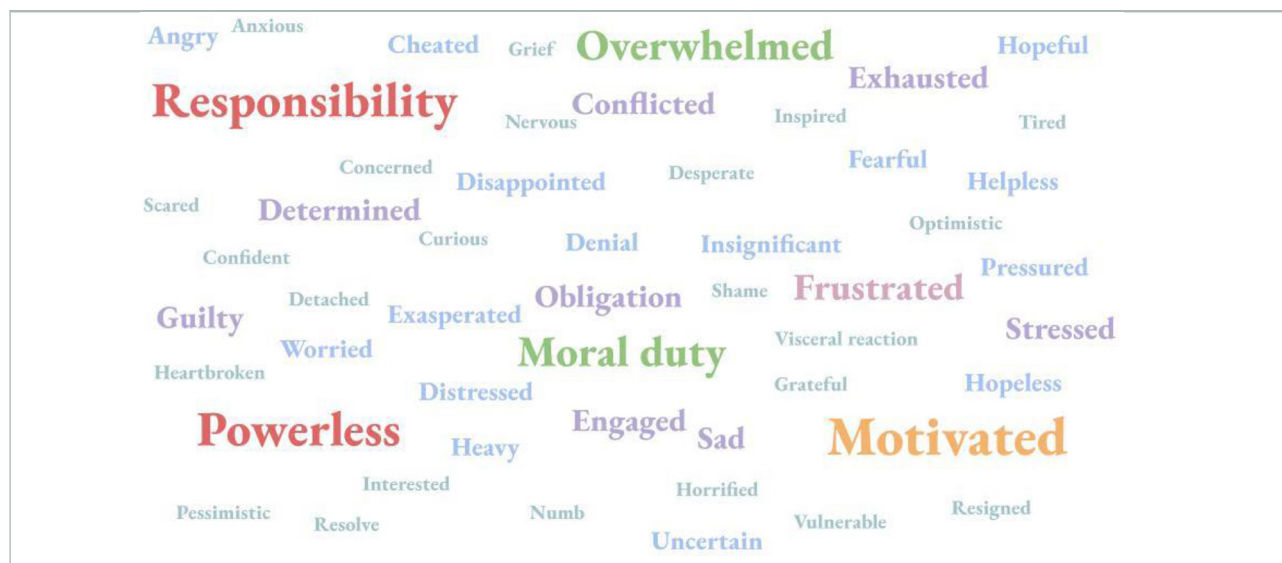 Angry Anxious Cheated Grief Overwhelmed Hopeful
Exhausted
Responsibility Conflicted
Nervous Inspired Tired
Concerned Disappointed Desperate Fearful Helpless
Scared Determined Optimistic
Confident Curious Denial Insignificant Pressured
Guilty Detached Exasperated Obligation Shame Frustrated Stressed
Worried Moral duty Visceral reaction
Heartbroken Distressed Grateful Hopeless
Powerless Heavy Engaged Sad Motivated
Interested Horrified
Pessimistic Resolve Numb Uncertain Vulnerable Resigned